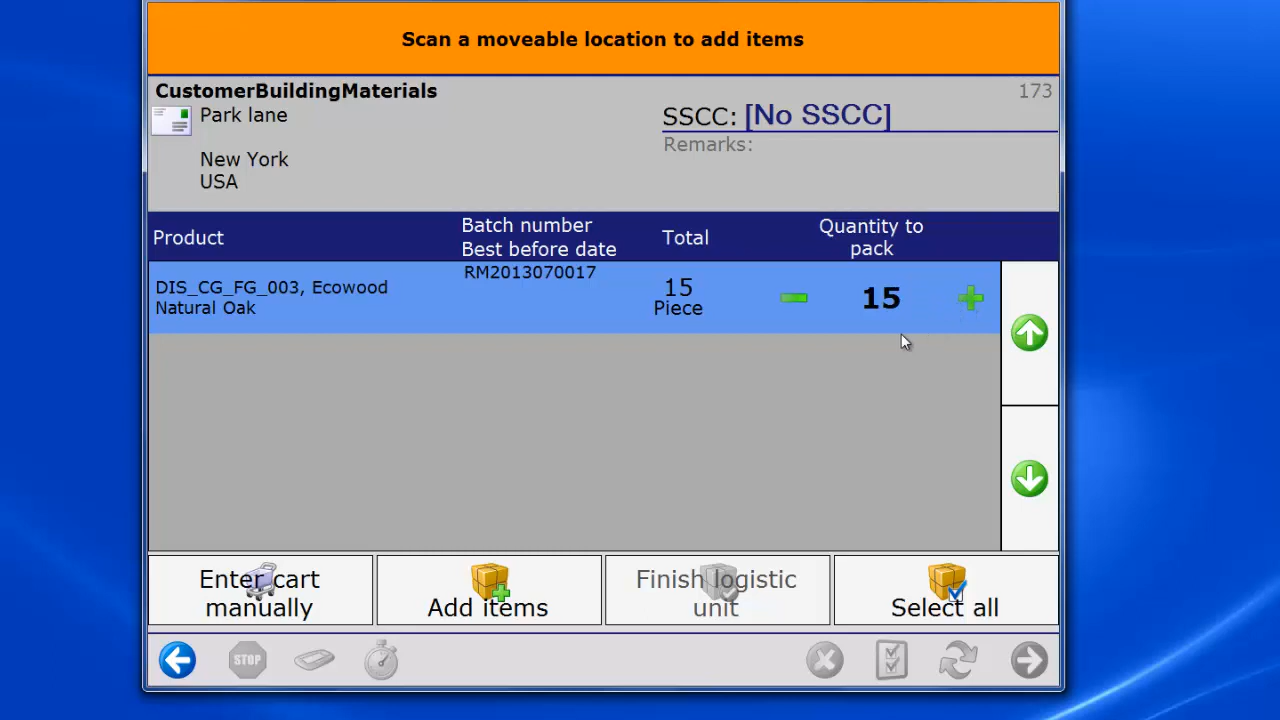 Scan a moveable location to add items
CustomerBuildingMaterials
173
Park lane
SSCC: [No SSCC]
Remarks:
New York
USA
Product
Batch number
Best before date
Total
Quantity to
pack
DIS_CG_FG_003, Ecowood
Natural Oak
RM2013070017
15
Piece
15
Enter cart
manually
Add items
Finish logistic
unit
Select all
STOP